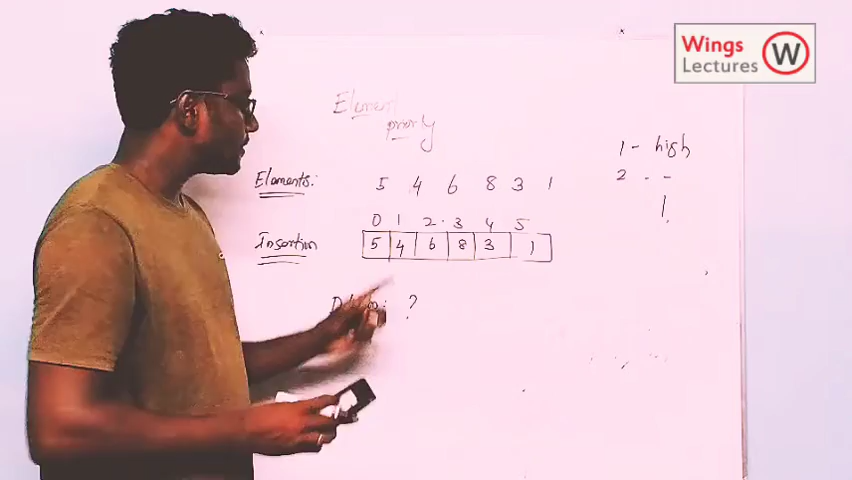 Wings
Lectures
W
Element
priority
1 - high
2 - -
Elements: 5 4 6 8 3 1
0 1 2 3 4 5
Insertion 5 4 6 8 3 1
?